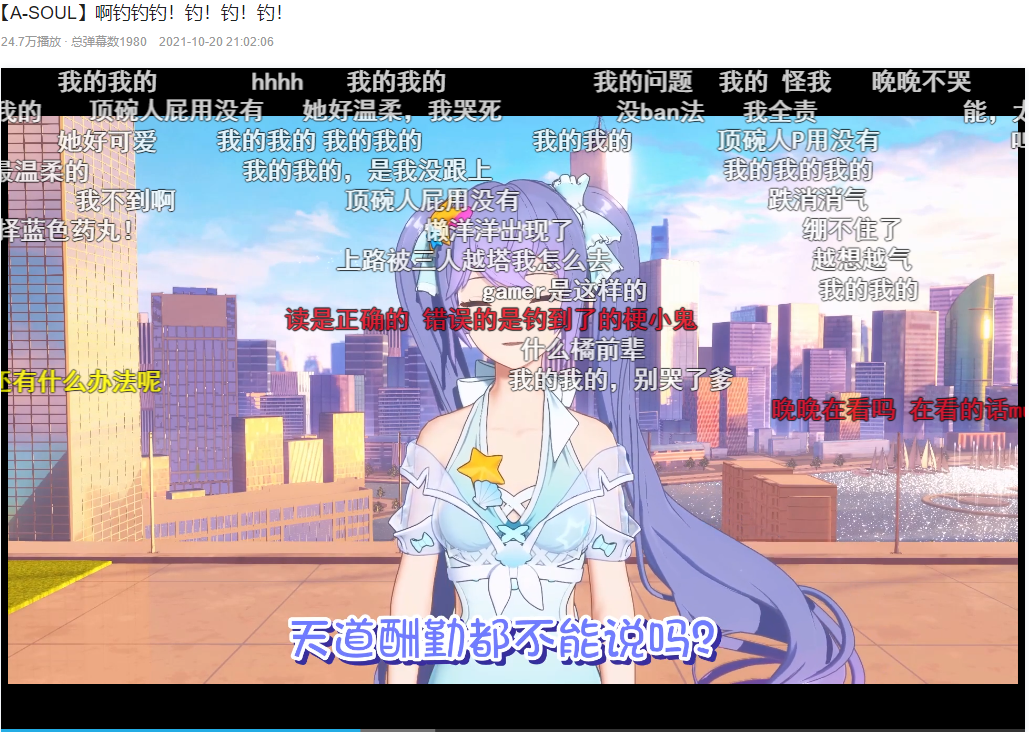 【A-SOUL】啊钓钓钓！钓！钓！钓！
24.7万播放 · 总弹幕数1980 2021-10-20 21:02:06
我的我的 hhhh 我的我的 我的问题 我的 怪我 晚晚不哭
我的 顶碗人屁用没有 她好温柔，我哭死 没ban法 我全责 能，
她好可爱 我的我的 我的我的 我的我的 顶碗人P用没有
最温柔的 我的我的，是我没跟上 我的我的我的
我不到啊 顶碗人屁用没有 跌消消气
择蓝色药丸！ 懒洋洋出现了 绷不住了
上路被三人越塔我怎么去 越想越气
gamer是这样的 我的我的
读是正确的 错误的是钓到了的梗小鬼
什么橘前辈
还有什么办法呢 我的我的，别哭了爹
晚晚在看吗 在看的话
天道酬勤都不能说吗？